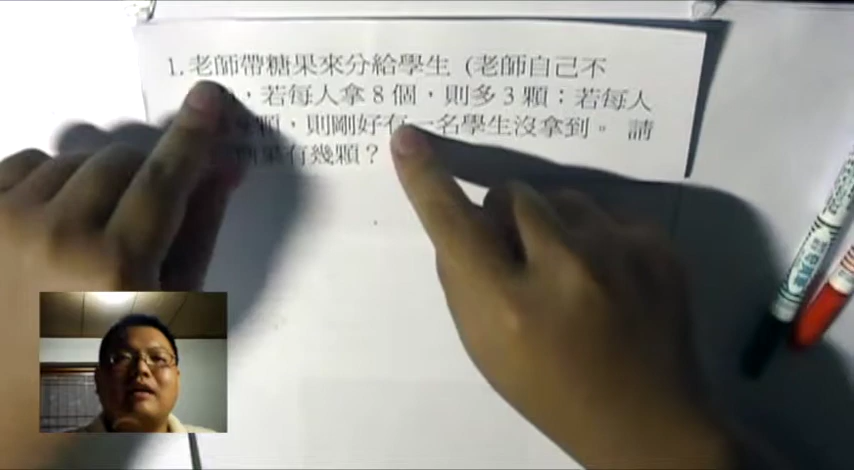 1. 老師帶糖果來分給學生（老師自己不
，若每人拿 8 個，則多 3 顆；若每人
顆，則剛好有一名學生沒拿到。 請
有幾顆？